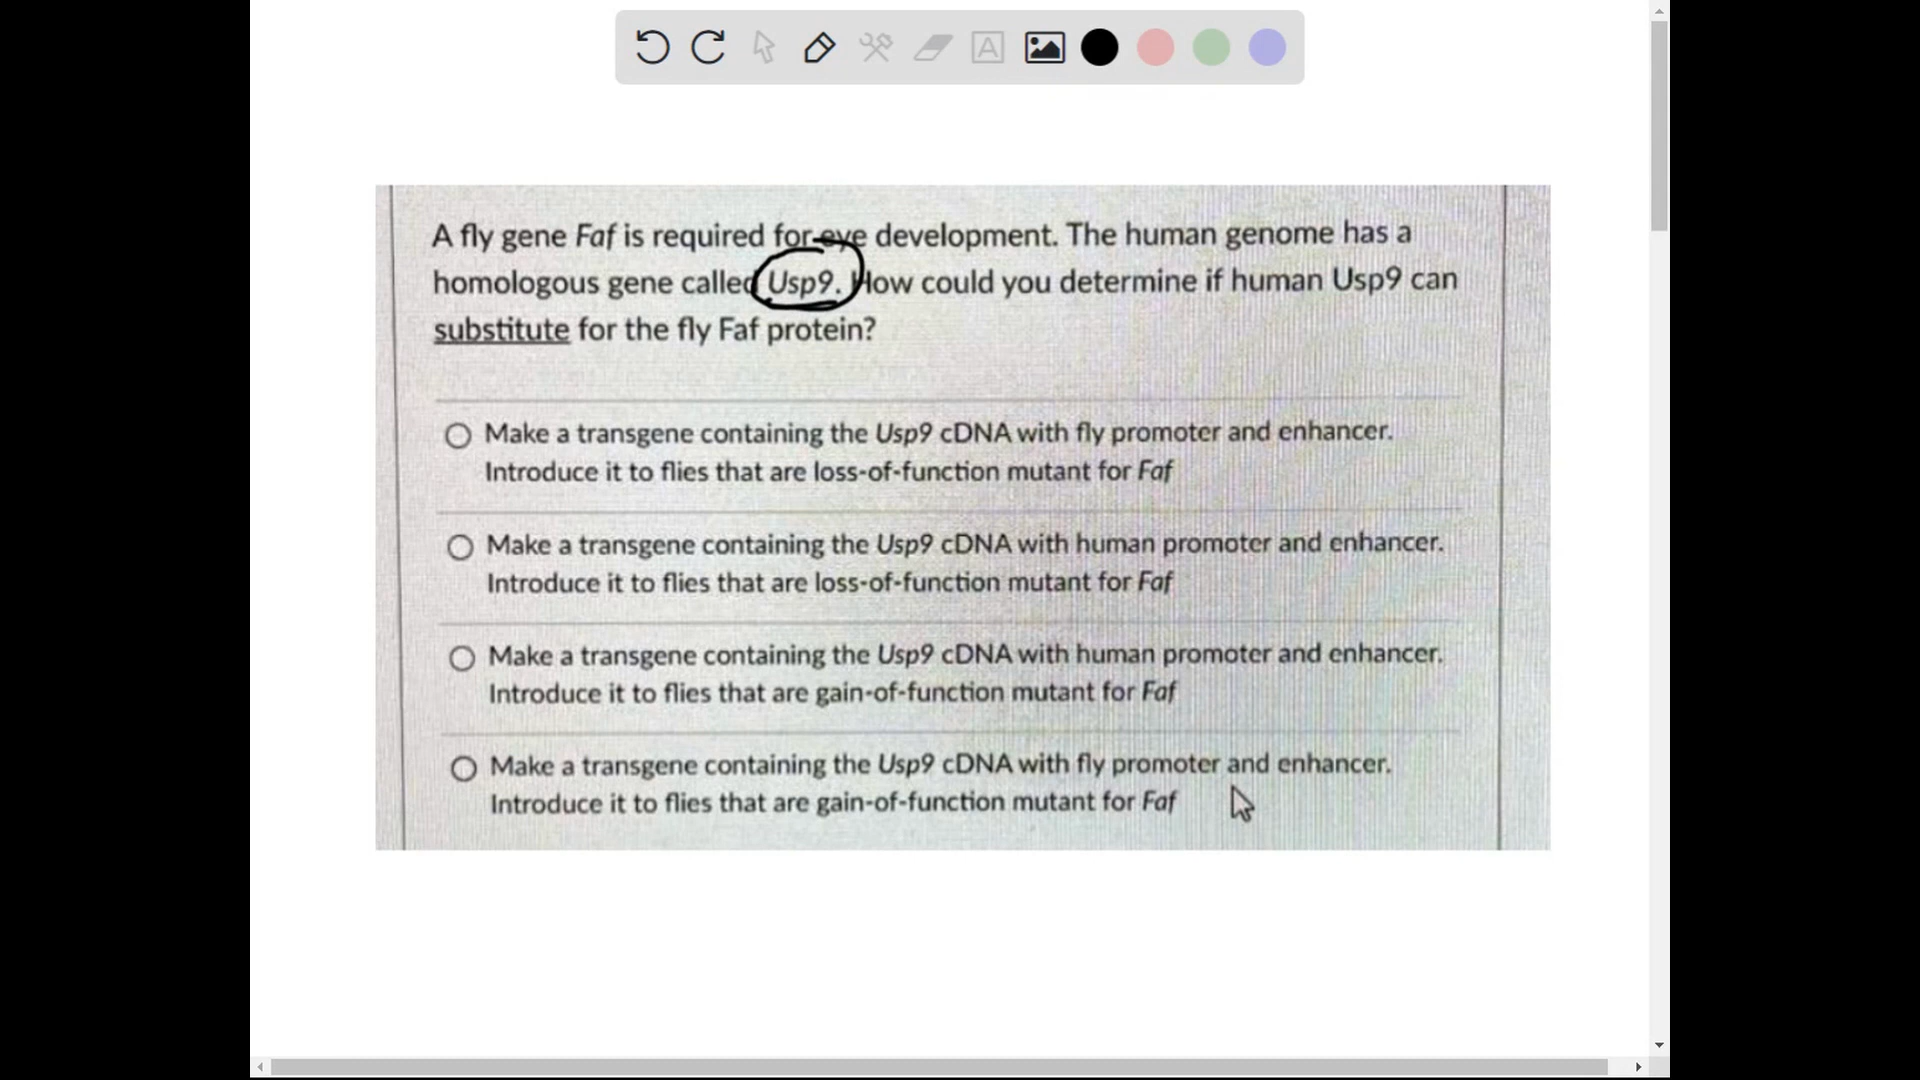 A
A fly gene Faf is required for eye development. The human genome has a
homologous gene called Usp9. How could you determine if human Usp9 can
substitute for the fly Faf protein?
Make a transgene containing the Usp9 cDNA with fly promoter and enhancer.
Introduce it to flies that are loss-of-function mutant for Faf
Make a transgene containing the Usp9 cDNA with human promoter and enhancer.
Introduce it to flies that are loss-of-function mutant for Faf
Make a transgene containing the Usp9 cDNA with human promoter and enhancer.
Introduce it to flies that are gain-of-function mutant for Faf
Make a transgene containing the Usp9 cDNA with fly promoter and enhancer.
Introduce it to flies that are gain-of-function mutant for Faf